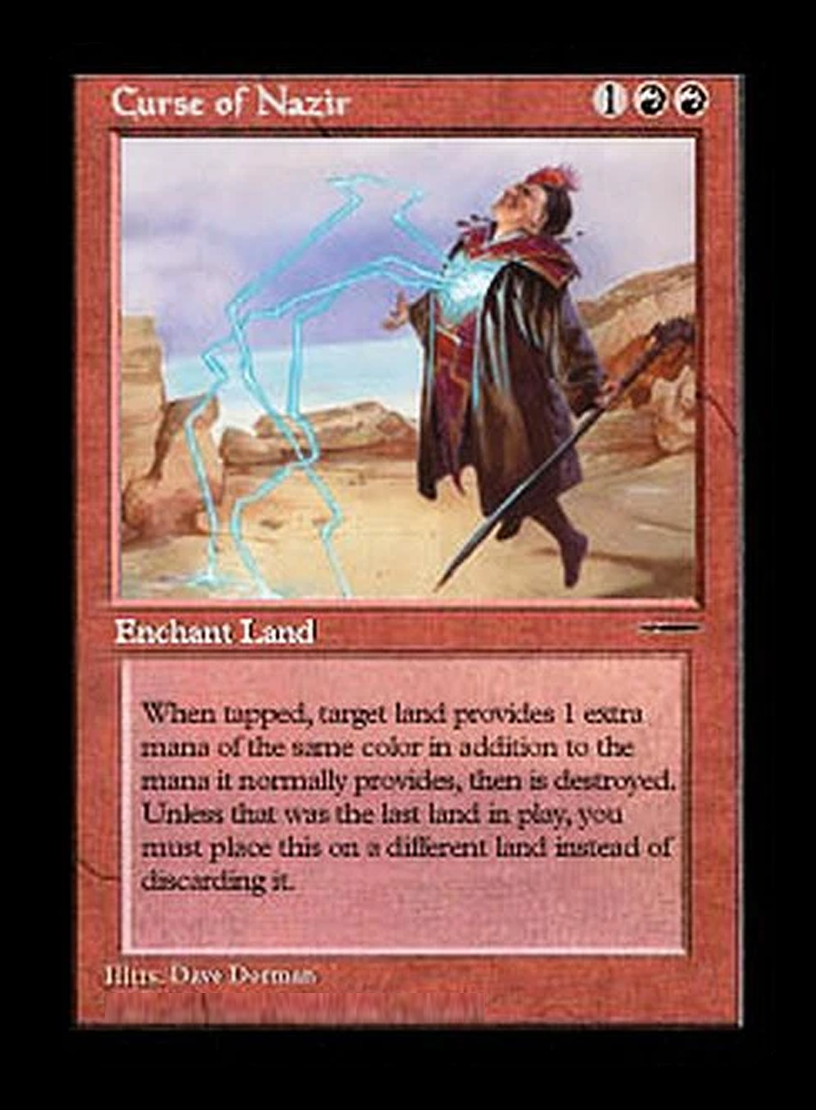 Curse of Nazir
1
Enchant Land
When tapped, target land provides 1 extra
mana of the same color in addition to the
mana it normally provides, then is destroyed.
Unless that was the last land in play, you
must place this on a different land instead of
discarding it.
Illus. Dave Dorman